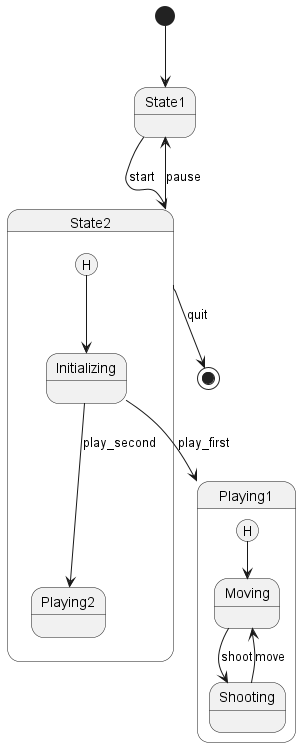 State1
start
pause
State2
H
quit
Initializing
play_second
play_first
Playing1
H
Playing2
Moving
shoot
move
Shooting